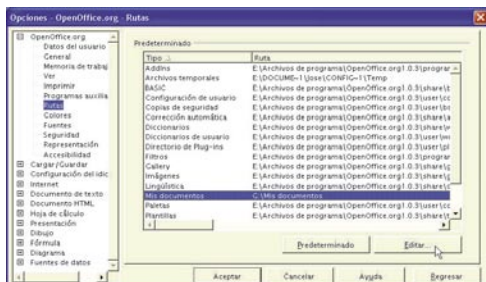 Opciones - OpenOffice.org - Rutas
OpenOffice.org
Datos del usuario
General
Memoria de trabaj
Ver
Imprimir
Programas auxilia
Rutas
Colores
Fuentes
Seguridad
Representación
Accesibilidad
Cargar/Guardar
Configuración del idic
Internet
Documento de texto
Documento HTML
Hoja de cálculo
Presentación
Dibujo
Fórmula
Diagrama
Fuentes de datos
Predeterminado
Tipo Ruta
AddIns E:\Archivos de programa\OpenOffice.org1.0.3\prograr
Archivos temporales E:\DOCUME~1\Jose\CONFIG~1\Temp
BASIC E:\Archivos de programa\OpenOffice.org1.0.3\share\b
Configuración de usuario E:\Archivos de programa\OpenOffice.org1.0.3\user\cc
Copias de seguridad E:\Archivos de programa\OpenOffice.org1.0.3\user\ba
Corrección automática E:\Archivos de programa\OpenOffice.org1.0.3\share\a
Diccionarios E:\Archivos de programa\OpenOffice.org1.0.3\share\d
Diccionarios de usuario E:\Archivos de programa\OpenOffice.org1.0.3\user\wc
Directorio de Plug-ins E:\Archivos de programa\OpenOffice.org1.0.3\user\pl
Filtros E:\Archivos de programa\OpenOffice.org1.0.3\prograr
Gallery E:\Archivos de programa\OpenOffice.org1.0.3\share\g
Imágenes E:\Archivos de programa\OpenOffice.org1.0.3\share\g
Lingüística E:\Archivos de programa\OpenOffice.org1.0.3\share\d
Mis documentos G:\Mis documentos
Paletas E:\Archivos de programa\OpenOffice.org1.0.3\user\cc
Plantillas E:\Archivos de programa\OpenOffice.org1.0.3\share\t
Predeterminado Editar...
Aceptar Cancelar Ayuda Regresar